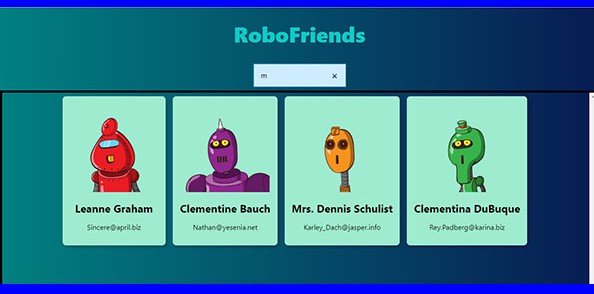 RoboFriends
m
Leanne Graham
Clementine Bauch
Mrs. Dennis Schulist
Clementina DuBuque
Sincere@april.biz
Nathan@yesenia.net
Karley_Dach@jasper.info
Rey.Padberg@karina.biz